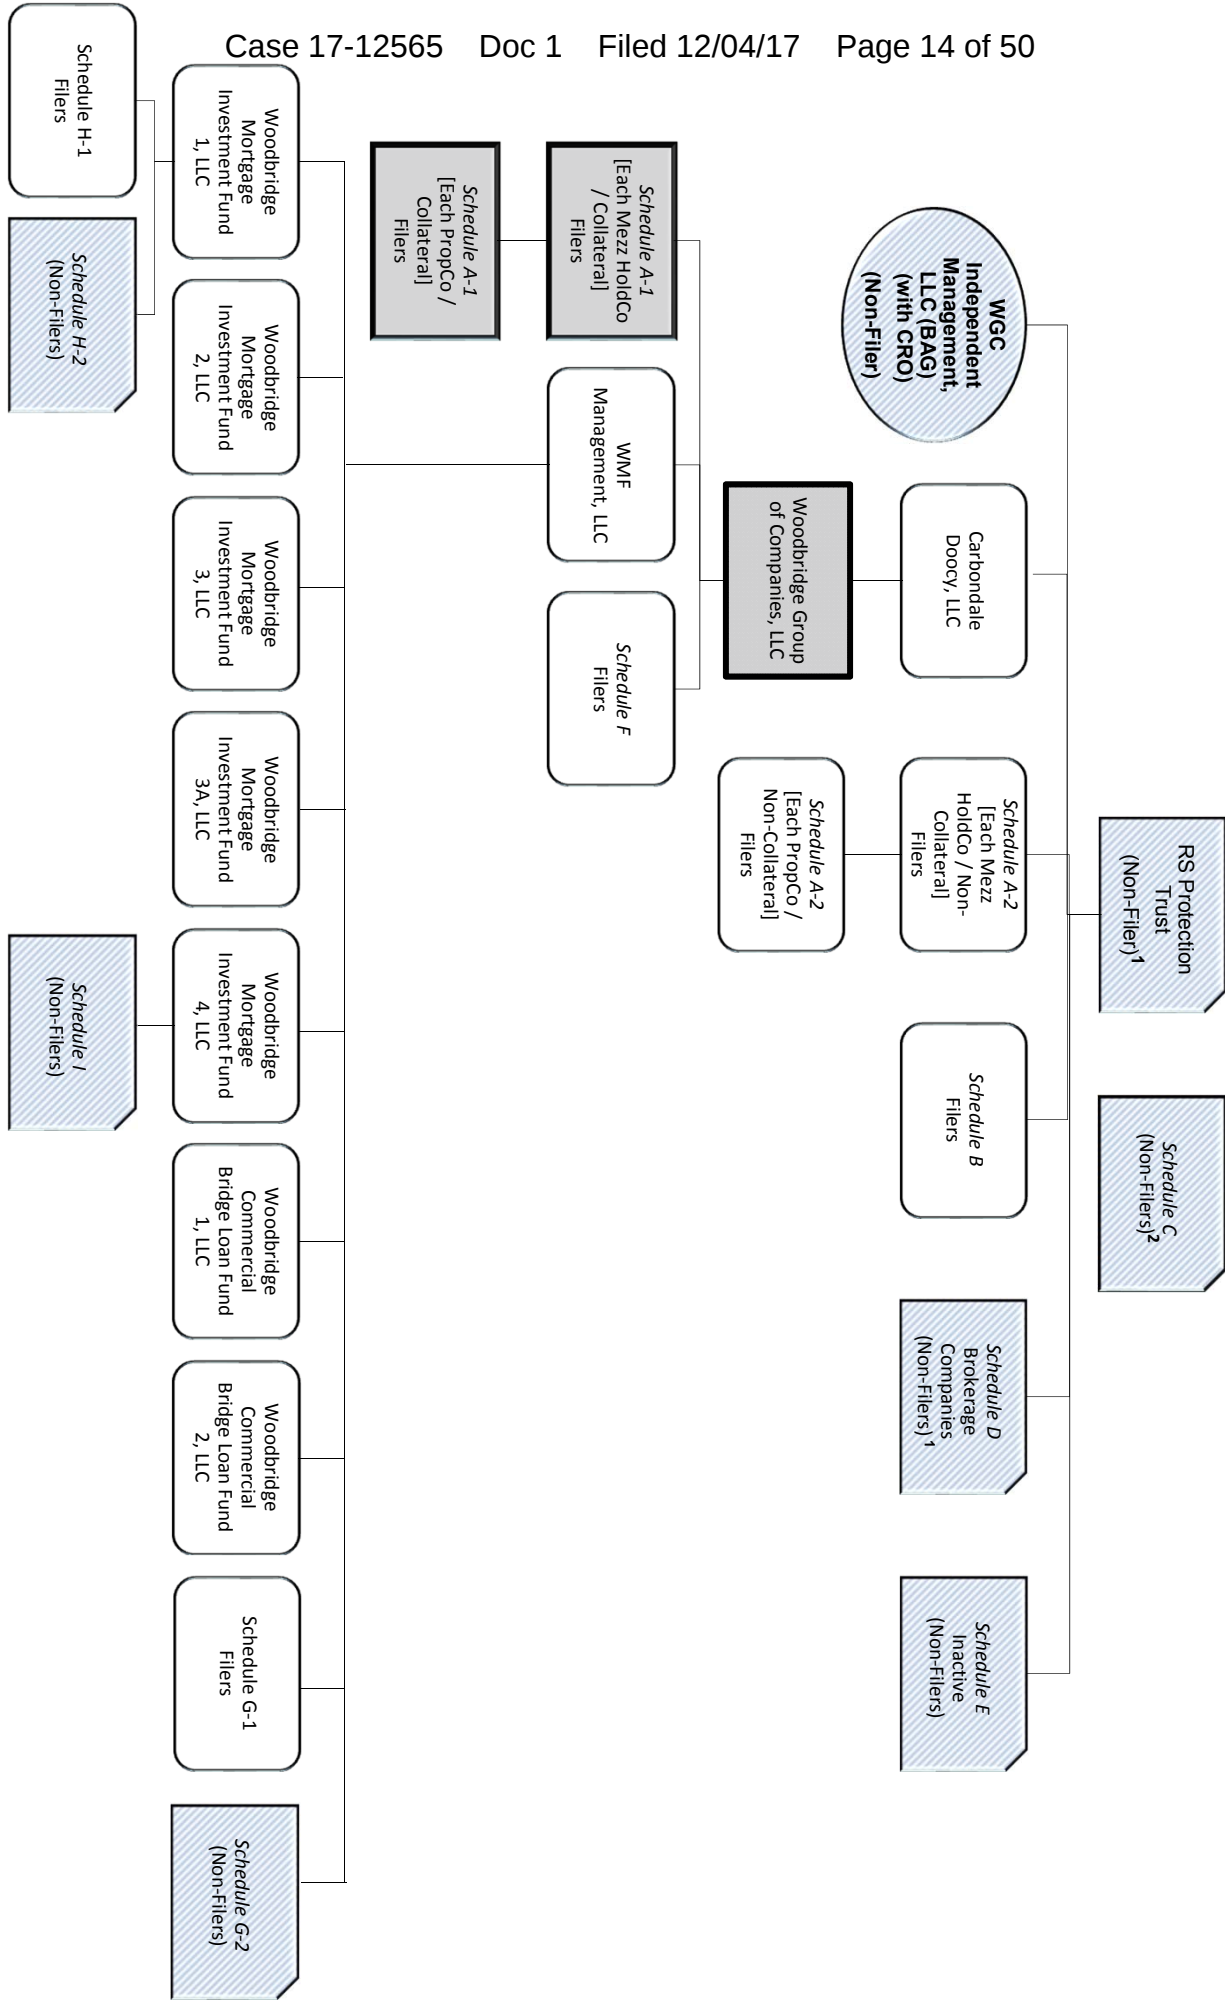 Case 17-12565 Doc 1 Filed 12/04/17 Page 14 of 50
RS Protection
Trust
(Non-Filer)1
Schedule C
(Non-Filers)2
WGC
Independent
Management,
LLC (BAG)
(with CRO)
(Non-Filer)
Carbondale
Doocy, LLC
Schedule A-2
[Each Mezz
HoldCo / Non-
Collateral]
Filers
Schedule B
Filers
Schedule D
Brokerage
Companies
(Non-Filers) 1
Schedule E
Inactive
(Non-Filers)
Woodbridge Group
of Companies, LLC
Schedule A-2
[Each PropCo /
Non-Collateral]
Filers
Schedule A-1
[Each Mezz HoldCo
/ Collateral]
Filers
WMF
Management, LLC
Schedule F
Filers
Schedule A-1
[Each PropCo /
Collateral]
Filers
Woodbridge
Mortgage
Investment Fund
1, LLC
Woodbridge
Mortgage
Investment Fund
2, LLC
Woodbridge
Mortgage
Investment Fund
3, LLC
Woodbridge
Mortgage
Investment Fund
3A, LLC
Woodbridge
Mortgage
Investment Fund
4, LLC
Woodbridge
Commercial
Bridge Loan Fund
1, LLC
Woodbridge
Commercial
Bridge Loan Fund
2, LLC
Schedule G-1
Filers
Schedule G-2
(Non-Filers)
Schedule H-1
Filers
Schedule H-2
(Non-Filers)
Schedule I
(Non-Filers)